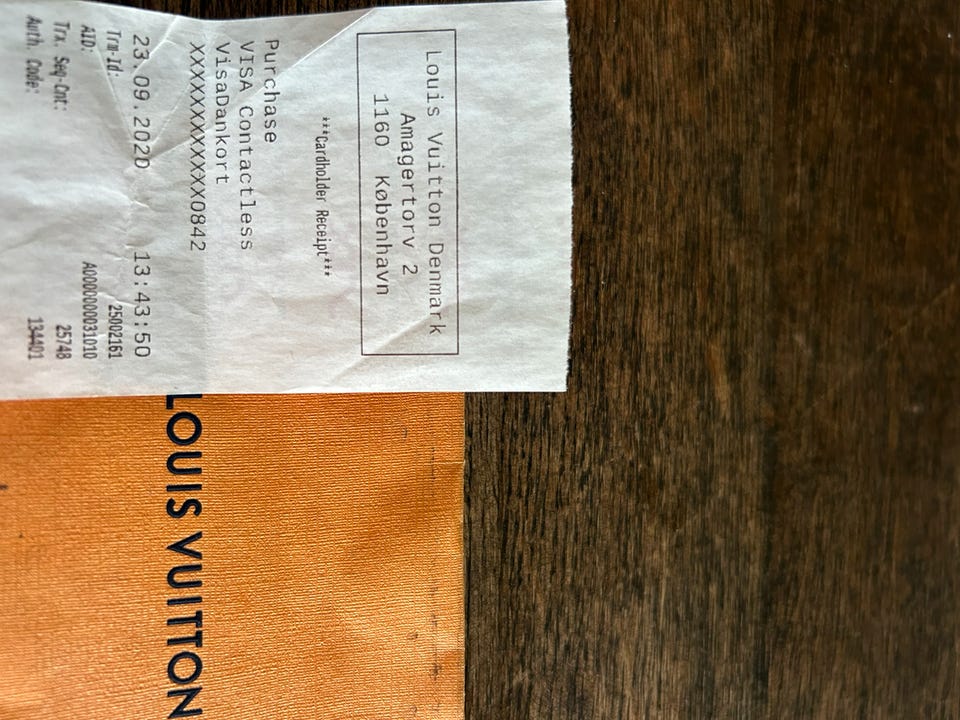 Louis Vuitton Denmark
Amagertorv 2
1160 København
***Cardholder Receipt***
Purchase
VISA Contactless
VisaDankort
XXXXXXXXXXXX0842
23.09.2020 13:43:50
Trm-Id: 25002161
AID: A0000000031010
Trx. Seq-Cnt: 25748
Auth. Code: 134401
LOUIS VUITTON